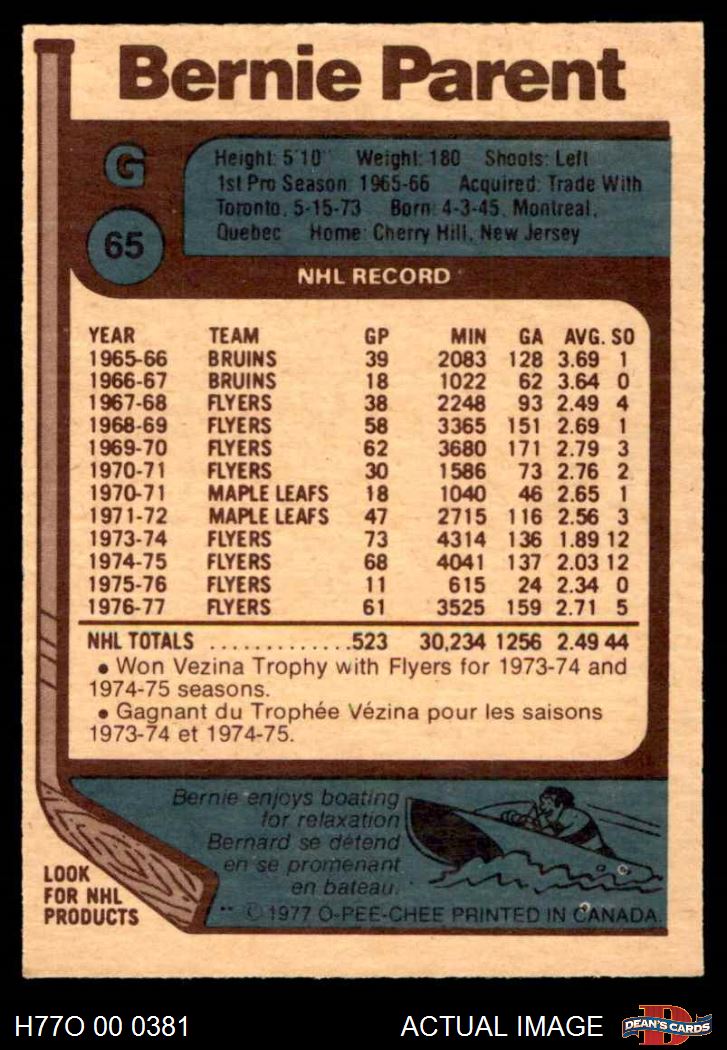 Bernie Parent
G
65
Height: 5'10" Weight: 180 Shoots: Left
1st Pro Season 1965-66 Acquired: Trade With
Toronto, 5-15-73 Born: 4-3-45, Montreal,
Quebec Home: Cherry Hill, New Jersey
NHL RECORD
YEAR TEAM GP MIN GA AVG. SO
1965-66 BRUINS 39 2083 128 3.69 1
1966-67 BRUINS 18 1022 62 3.64 0
1967-68 FLYERS 38 2248 93 2.49 4
1968-69 FLYERS 58 3365 151 2.69 1
1969-70 FLYERS 62 3680 171 2.79 3
1970-71 FLYERS 30 1586 73 2.76 2
1970-71 MAPLE LEAFS 18 1040 46 2.65 1
1971-72 MAPLE LEAFS 47 2715 116 2.56 3
1973-74 FLYERS 73 4314 136 1.89 12
1974-75 FLYERS 68 4041 137 2.03 12
1975-76 FLYERS 11 615 24 2.34 0
1976-77 FLYERS 61 3525 159 2.71 5
NHL TOTALS .............523 30,234 1256 2.49 44
• Won Vezina Trophy with Flyers for 1973-74 and
1974-75 seasons.
• Gagnant du Trophée Vézina pour les saisons
1973-74 et 1974-75.
Bernie enjoys boating
for relaxation
Bernard se détend
en se promenant
en bateau.
LOOK
FOR NHL
PRODUCTS
** © 1977 O-PEE-CHEE PRINTED IN CANADA.
H77O 00 0381
ACTUAL IMAGE
D
DEAN'S CARDS